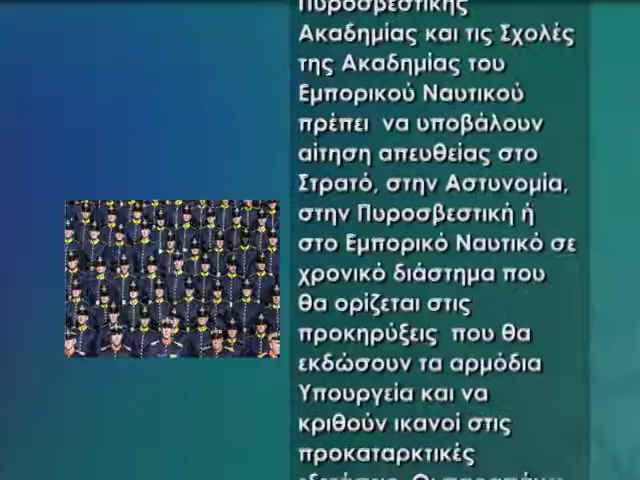 Πυροσβεστικής
Ακαδημίας και τις Σχολές
της Ακαδημίας του
Εμπορικού Ναυτικού
πρέπει να υποβάλουν
αίτηση απευθείας στο
Στρατό, στην Αστυνομία,
στην Πυροσβεστική ή
στο Εμπορικό Ναυτικό σε
χρονικό διάστημα που
θα ορίζεται στις
προκηρύξεις που θα
εκδώσουν τα αρμόδια
Υπουργεία και να
κριθούν ικανοί στις
προκαταρκτικές